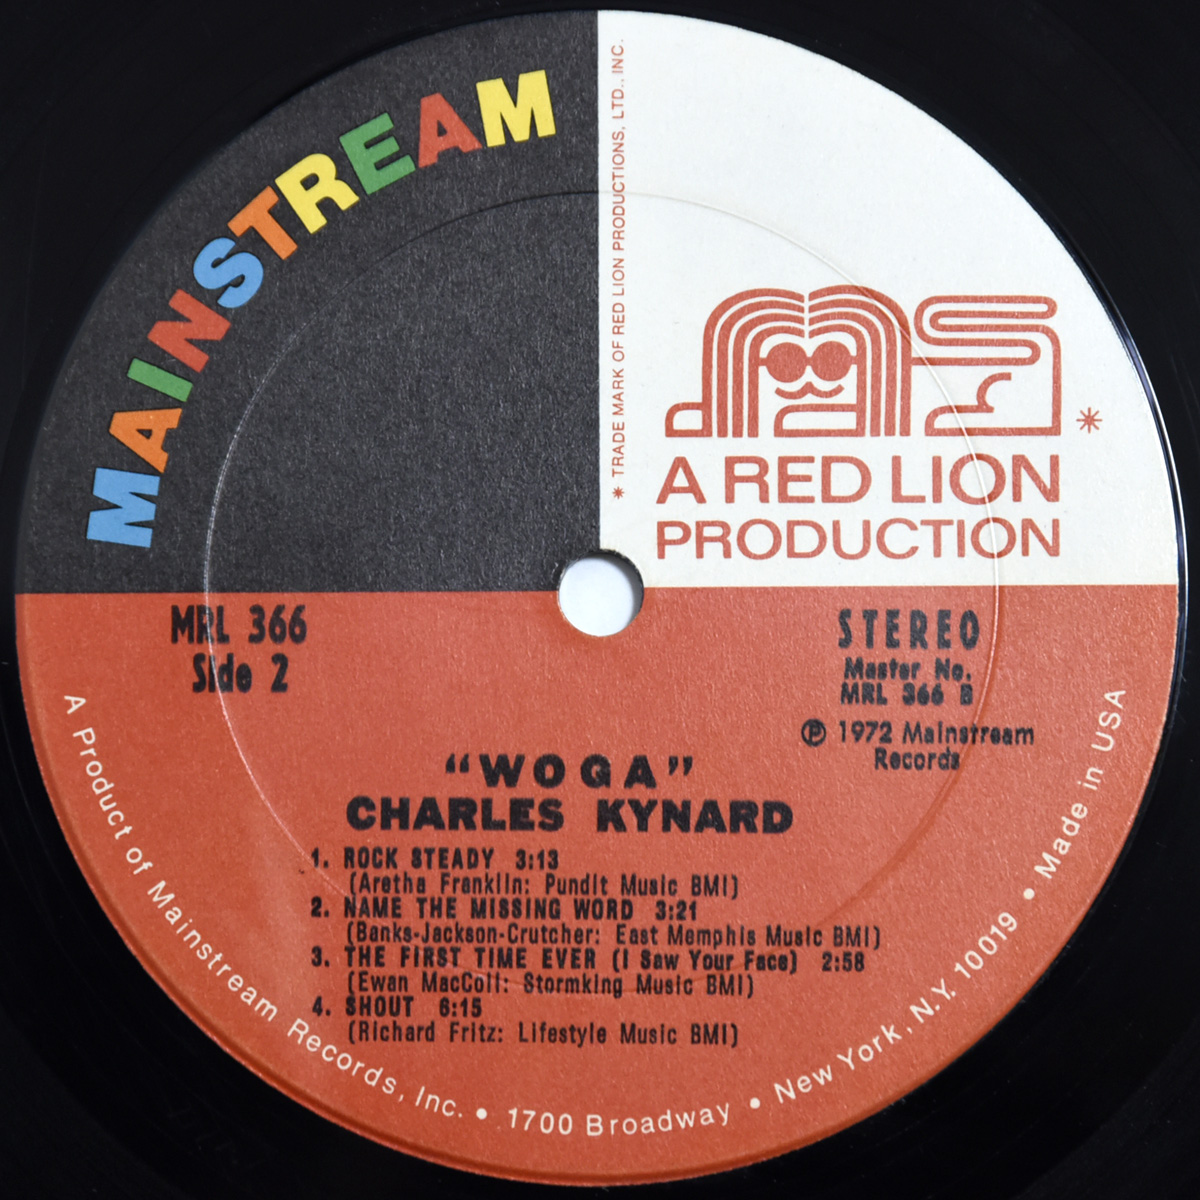 MAINSTREAM
* TRADE MARK OF RED LION PRODUCTIONS, LTD., INC.
ms *
A RED LION
PRODUCTION
MRL 366
Side 2
STEREO
Master No.
MRL 366 B
℗ 1972 Mainstream
Records
"WOGA"
CHARLES KYNARD
1. ROCK STEADY 3:13
(Aretha Franklin: Pundit Music BMI)
2. NAME THE MISSING WORD 3:21
(Banks-Jackson-Crutcher: East Memphis Music BMI)
3. THE FIRST TIME EVER (I Saw Your Face) 2:58
(Ewan MacColl: Stormking Music BMI)
4. SHOUT 6:15
(Richard Fritz: Lifestyle Music BMI)
A Product of Mainstream Records, Inc. • 1700 Broadway • New York, N.Y. 10019 • Made in USA